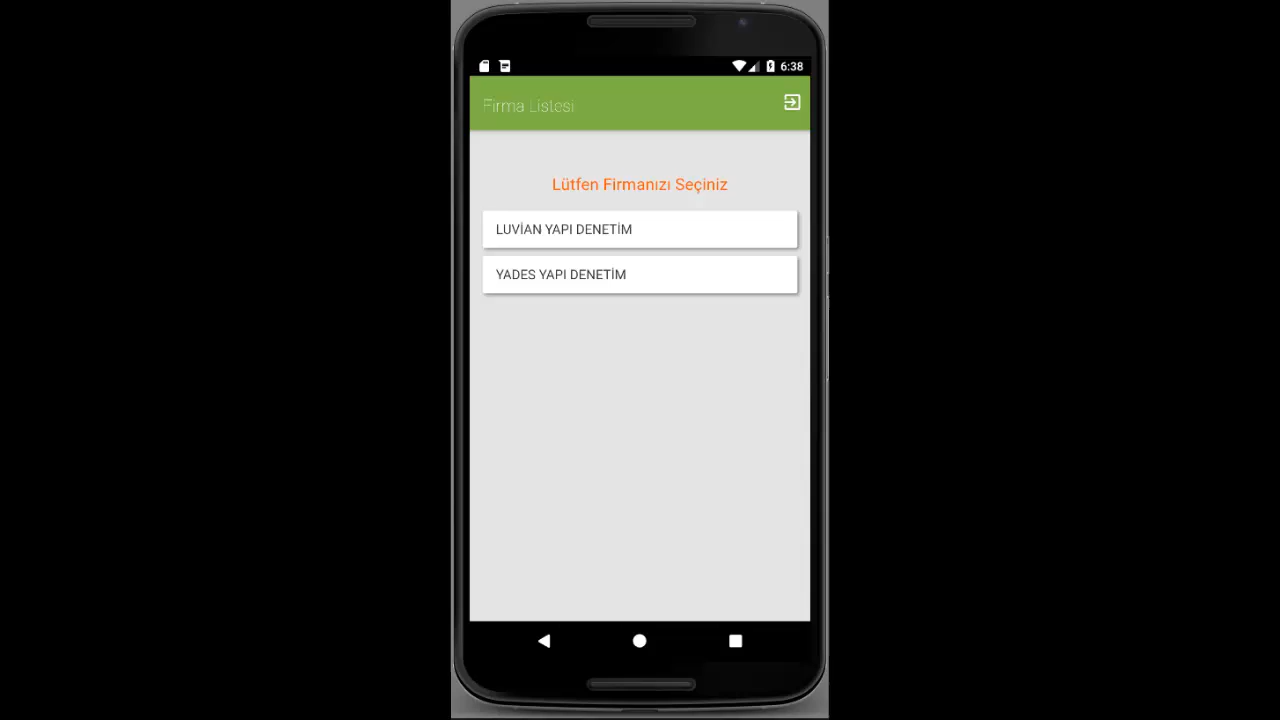 6:38
Firma Listesi
Lütfen Firmanızı Seçiniz
LUVİAN YAPI DENETİM
YADES YAPI DENETİM